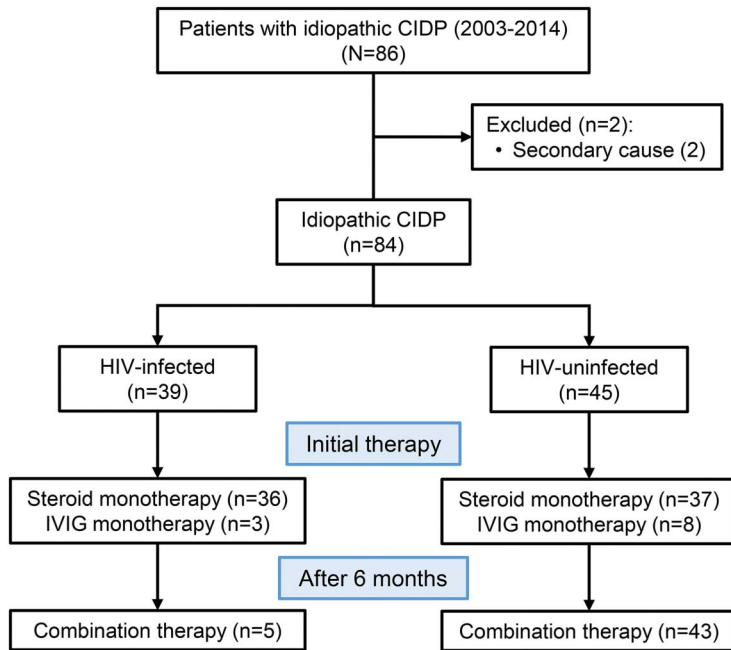 Patients with idiopathic CIDP (2003-2014)
(N=86)
Excluded (n=2):
• Secondary cause (2)
Idiopathic CIDP
(n=84)
HIV-infected
(n=39)
HIV-uninfected
(n=45)
Initial therapy
Steroid monotherapy (n=36)
IVIG monotherapy (n=3)
Steroid monotherapy (n=37)
IVIG monotherapy (n=8)
After 6 months
Combination therapy (n=5)
Combination therapy (n=43)